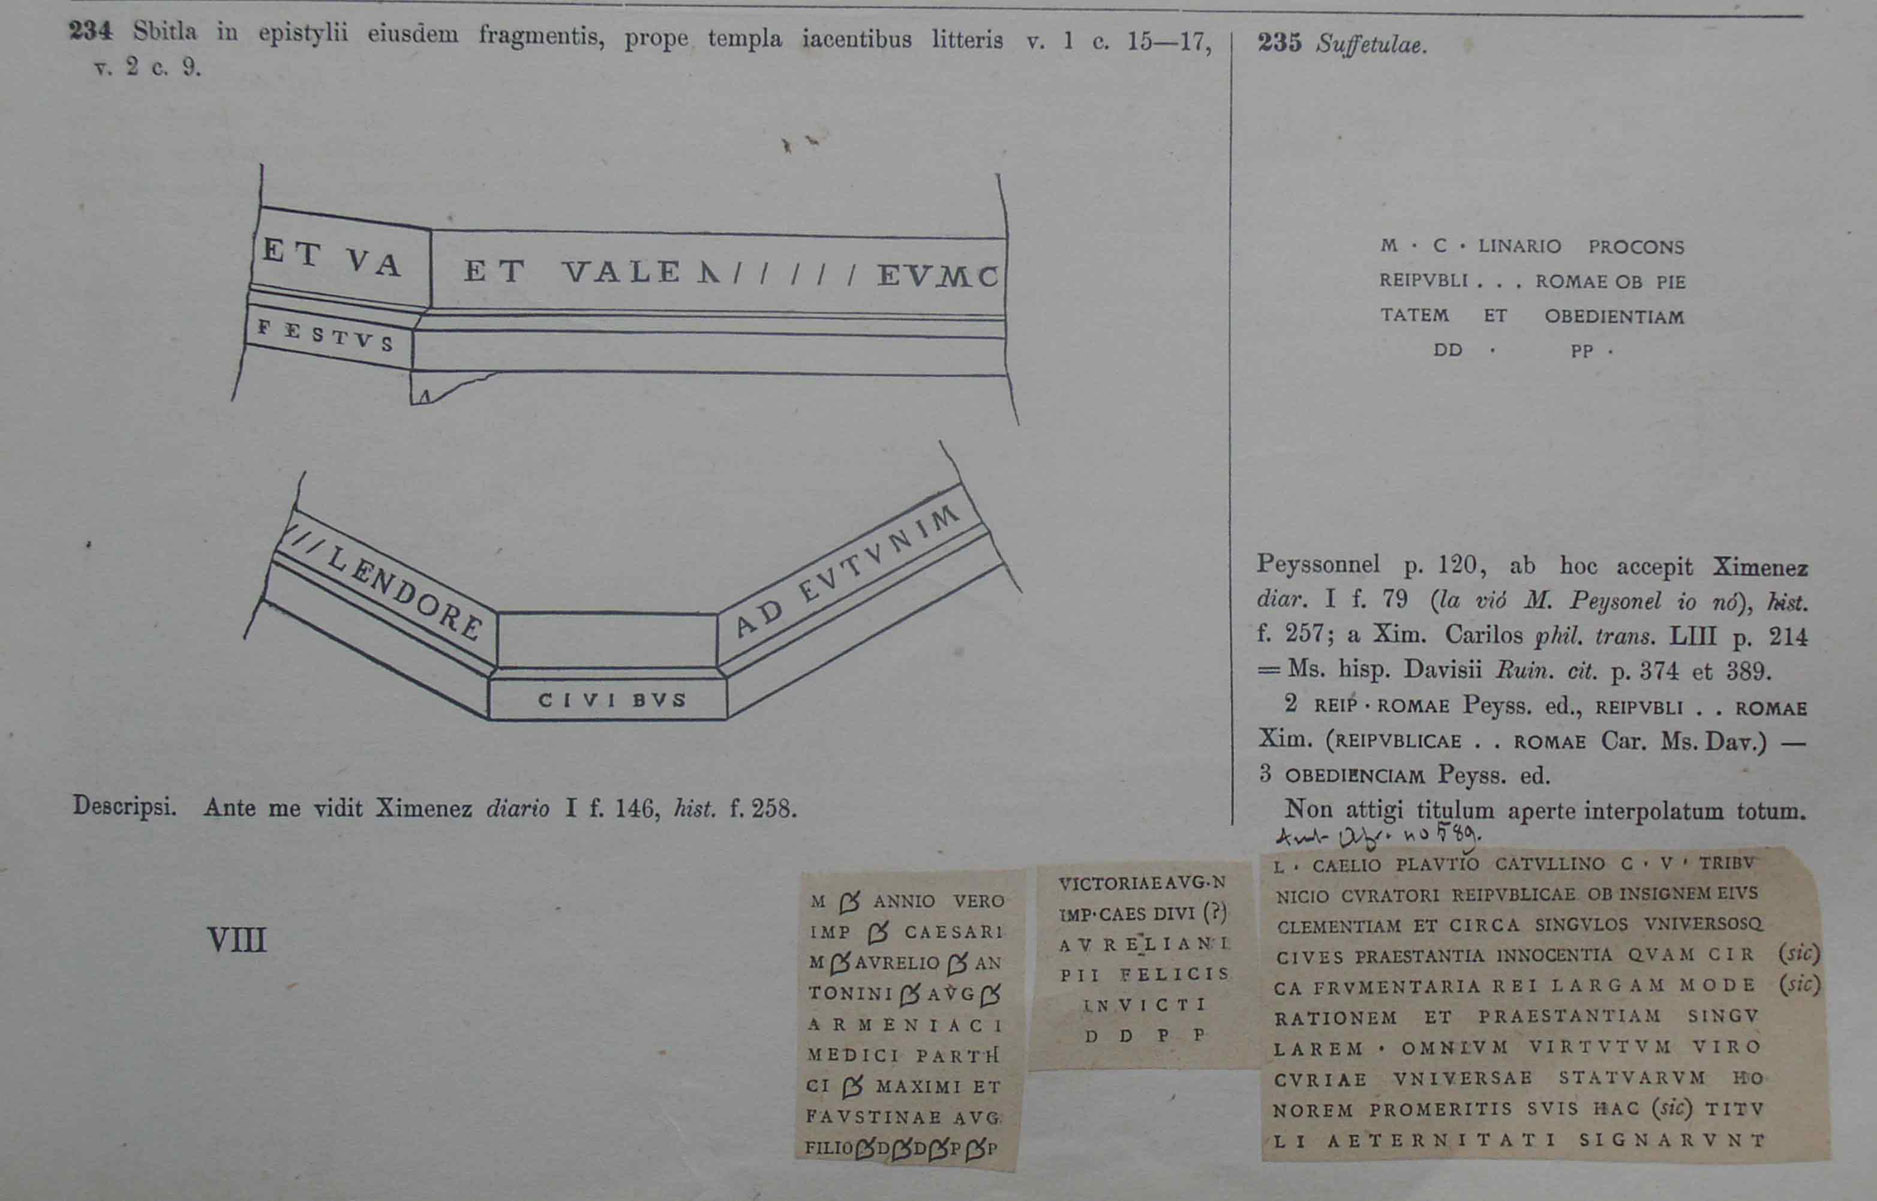 234 Sbitla in epistylii eiusdem fragmentis, prope templa iacentibus litteris v. 1 c. 15—17,
v. 2 c. 9.
ET VA
ET VALE Λ ///// EVMC
FESTVS
Λ
/// LENDORE
AD EVTVNIM
CIVIBVS
Descripsi. Ante me vidit Ximenez diario I f. 146, hist. f. 258.
VIII
235 Suffetulae.
M · C · LINARIO PROCONS
REIPVBLI . . . ROMAE OB PIE
TATEM ET OBEDIENTIAM
DD · PP ·
Peyssonnel p. 120, ab hoc accepit Ximenez
diar. I f. 79 (la vió M. Peysonel io nó), hist.
f. 257; a Xim. Carilos phil. trans. LIII p. 214
= Ms. hisp. Davisii Ruin. cit. p. 374 et 389.
2 REIP · ROMAE Peyss. ed., REIPVBLI . . ROMAE
Xim. (REIPVBLICAE . . ROMAE Car. Ms. Dav.) —
3 OBEDIENCIAM Peyss. ed.
Non attigi titulum aperte interpolatum totum.
no 589.
M ANNIO VERO
IMP CAESARI
M AVRELIO AN
TONINI AVG
ARMENIACI
MEDICI PARTH
CI MAXIMI ET
FAVSTINAE AVG
FILIO D D P P
VICTORIAE AVG·N
IMP·CAES DIVI (?)
AVRELIANI
PII FELICIS
INVICTI
D D P P
L · CAELIO PLAVTIO CATVLLINO C · V · TRIBV
NICIO CVRATORI REIPVBLICAE OB INSIGNEM EIVS
CLEMENTIAM ET CIRCA SINGVLOS VNIVERSOSQ
CIVES PRAESTANTIA INNOCENTIA QVAM CIR (sic)
CA FRVMENTARIA REI LARGAM MODE (sic)
RATIONEM ET PRAESTANTIAM SINGV
LAREM · OMNIVM VIRTVTVM VIRO
CVRIAE VNIVERSAE STATVARVM HO
NOREM PROMERITIS SVIS HAC (sic) TITV
LI AETERNITATI SIGNARVNT